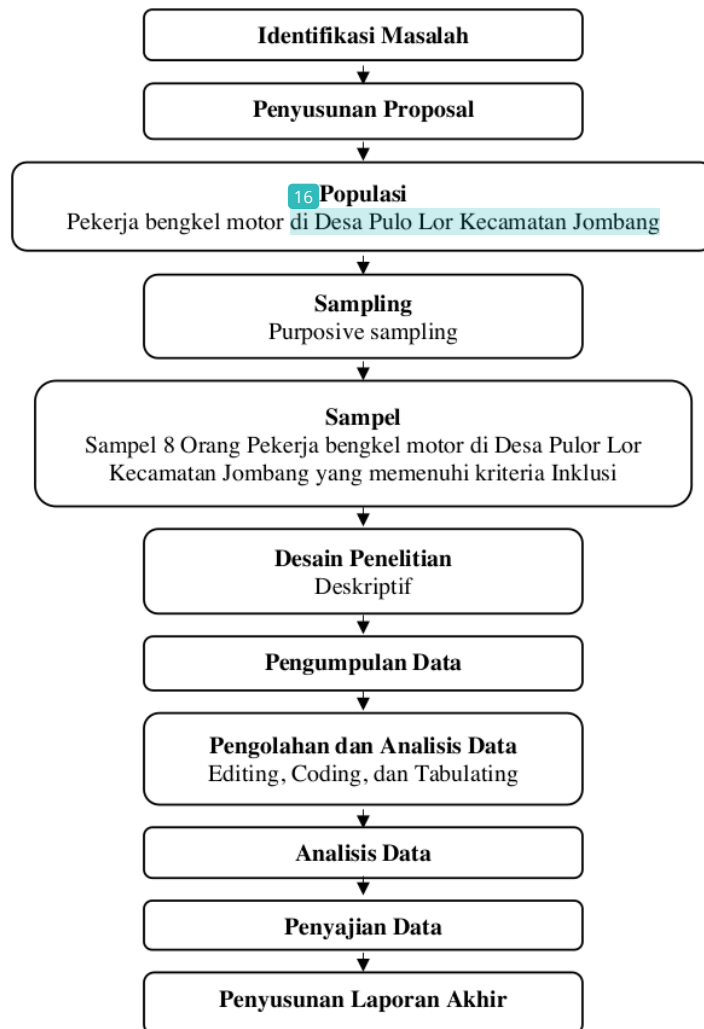 Identifikasi Masalah
Penyusunan Proposal
16 Populasi
Pekerja bengkel motor di Desa Pulo Lor Kecamatan Jombang
Sampling
Purposive sampling
Sampel
Sampel 8 Orang Pekerja bengkel motor di Desa Pulor Lor
Kecamatan Jombang yang memenuhi kriteria Inklusi
Desain Penelitian
Deskriptif
Pengumpulan Data
Pengolahan dan Analisis Data
Editing, Coding, dan Tabulating
Analisis Data
Penyajian Data
Penyusunan Laporan Akhir